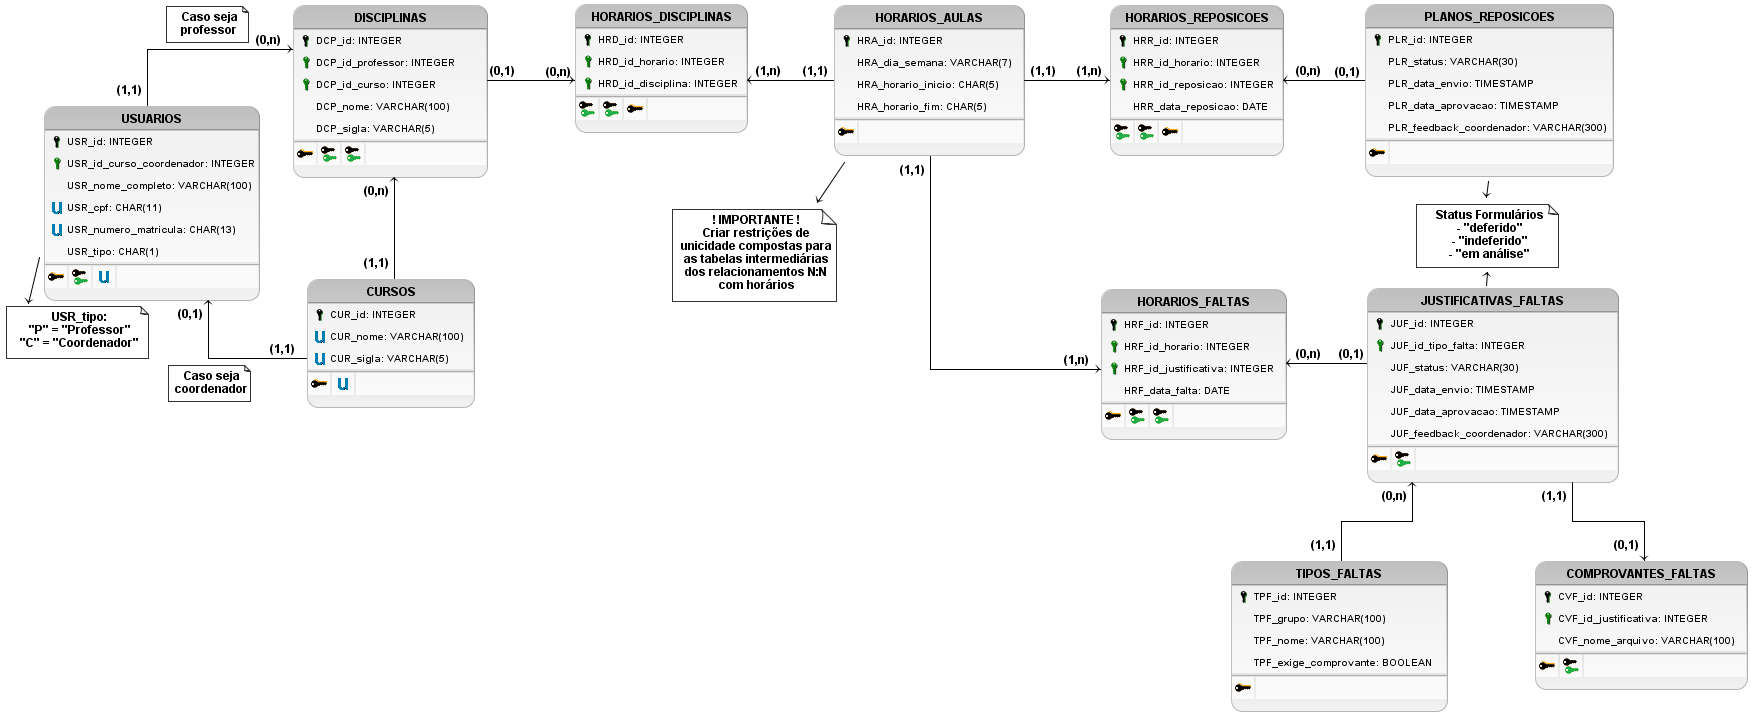 Caso seja
professor
(0,n)
(1,1)
DISCIPLINAS
DCP_id: INTEGER
DCP_id_professor: INTEGER
DCP_id_curso: INTEGER
DCP_nome: VARCHAR(100)
DCP_sigla: VARCHAR(5)
(0,1)
(0,n)
HORARIOS_DISCIPLINAS
HRD_id: INTEGER
HRD_id_horario: INTEGER
HRD_id_disciplina: INTEGER
(1,n)
(1,1)
HORARIOS_AULAS
HRA_id: INTEGER
HRA_dia_semana: VARCHAR(7)
HRA_horario_inicio: CHAR(5)
HRA_horario_fim: CHAR(5)
(1,1)
(1,n)
HORARIOS_REPOSICOES
HRR_id: INTEGER
HRR_id_horario: INTEGER
HRR_id_reposicao: INTEGER
HRR_data_reposicao: DATE
(0,n)
(0,1)
PLANOS_REPOSICOES
PLR_id: INTEGER
PLR_status: VARCHAR(30)
PLR_data_envio: TIMESTAMP
PLR_data_aprovacao: TIMESTAMP
PLR_feedback_coordenador: VARCHAR(300)
USUARIOS
USR_id: INTEGER
USR_id_curso_coordenador: INTEGER
USR_nome_completo: VARCHAR(100)
USR_cpf: CHAR(11)
USR_numero_matricula: CHAR(13)
USR_tipo: CHAR(1)
USR_tipo:
"P" = "Professor"
"C" = "Coordenador"
(0,1)
(1,1)
Caso seja
coordenador
(0,n)
(1,1)
CURSOS
CUR_id: INTEGER
CUR_nome: VARCHAR(100)
CUR_sigla: VARCHAR(5)
(1,1)
! IMPORTANTE !
Criar restrições de
unicidade compostas para
as tabelas intermediárias
dos relacionamentos N:N
com horários
(1,n)
Status Formulários
- "deferido"
- "indeferido"
- "em análise"
HORARIOS_FALTAS
HRF_id: INTEGER
HRF_id_horario: INTEGER
HRF_id_justificativa: INTEGER
HRF_data_falta: DATE
(0,n)
(0,1)
JUSTIFICATIVAS_FALTAS
JUF_id: INTEGER
JUF_id_tipo_falta: INTEGER
JUF_status: VARCHAR(30)
JUF_data_envio: TIMESTAMP
JUF_data_aprovacao: TIMESTAMP
JUF_feedback_coordenador: VARCHAR(300)
(0,n)
(1,1)
(1,1)
(0,1)
TIPOS_FALTAS
TPF_id: INTEGER
TPF_grupo: VARCHAR(100)
TPF_nome: VARCHAR(100)
TPF_exige_comprovante: BOOLEAN
COMPROVANTES_FALTAS
CVF_id: INTEGER
CVF_id_justificativa: INTEGER
CVF_nome_arquivo: VARCHAR(100)